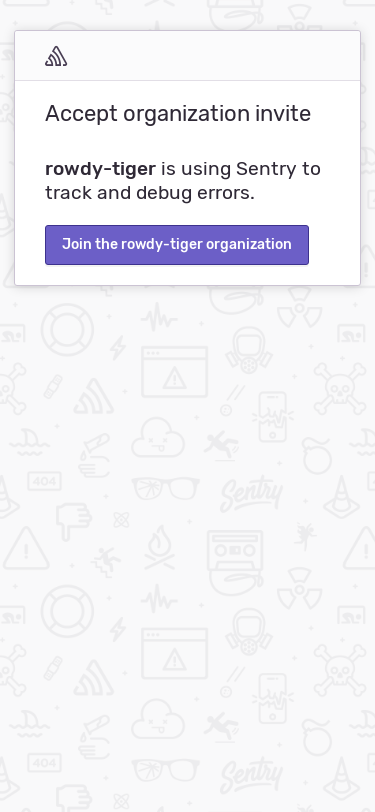 Accept organization invite
rowdy-tiger is using Sentry to
track and debug errors.
Join the rowdy-tiger organization
404
Sentry
404
Sentry